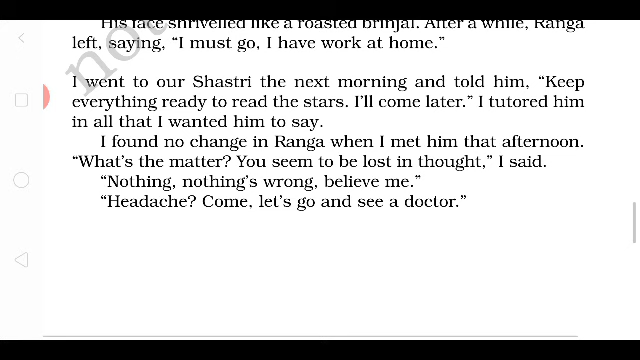 His face shrivelled like a roasted brinjal. After a while, Ranga
left, saying, “I must go, I have work at home.”
I went to our Shastri the next morning and told him, “Keep
everything ready to read the stars. I’ll come later.” I tutored him
in all that I wanted him to say.
I found no change in Ranga when I met him that afternoon.
“What’s the matter? You seem to be lost in thought,” I said.
“Nothing, nothing’s wrong, believe me.”
“Headache? Come, let’s go and see a doctor.”
not